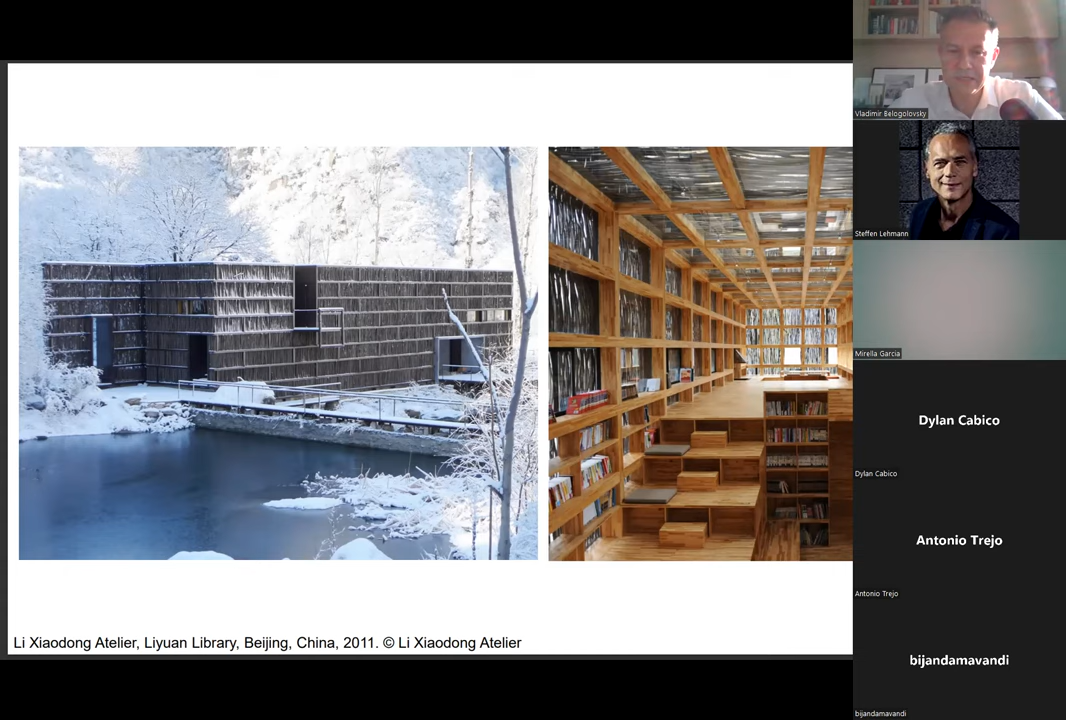 Vladimir Belogolovsky
Steffen Lehmann
Mirella Garcia
Dylan Cabico
Dylan Cabico
Antonio Trejo
Antonio Trejo
bijandamavandi
bijandamavandi
Li Xiaodong Atelier, Liyuan Library, Beijing, China, 2011. © Li Xiaodong Atelier